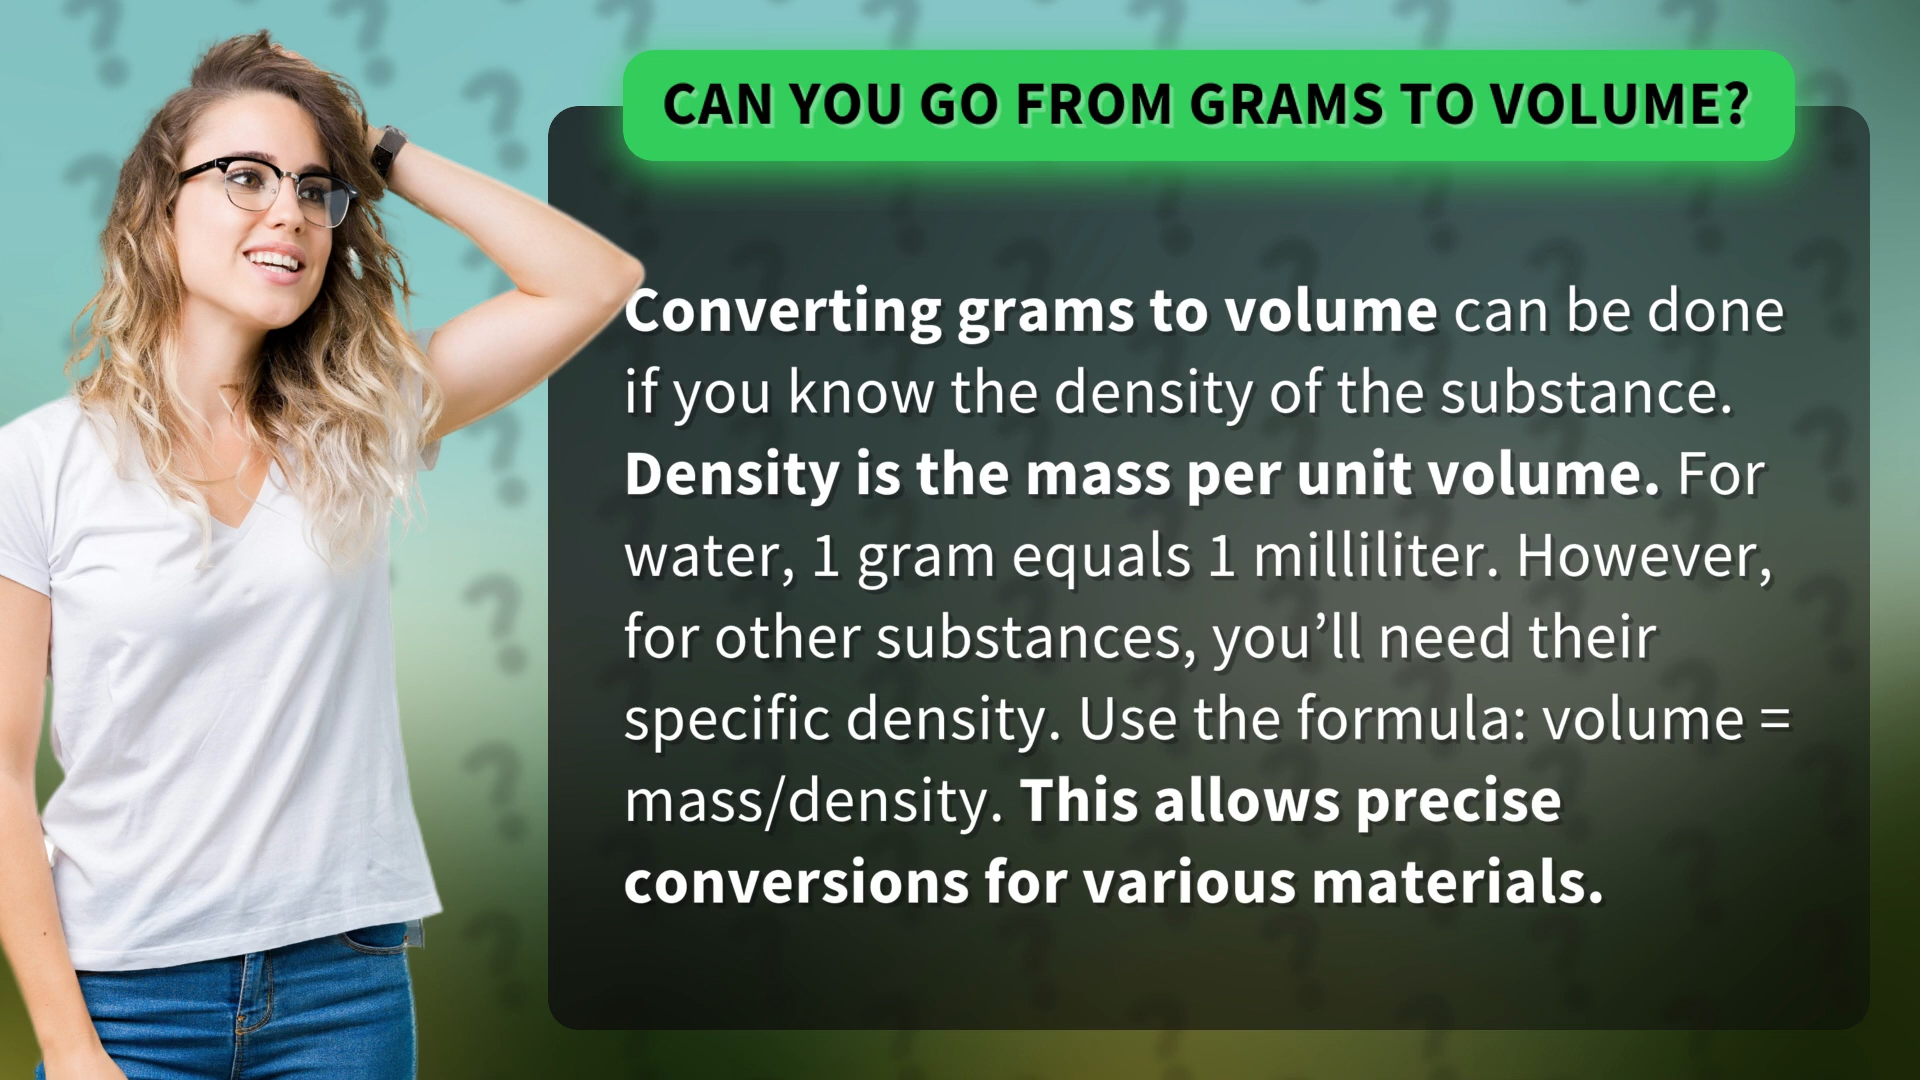 CAN YOU GO FROM GRAMS TO VOLUME?
Converting grams to volume can be done
if you know the density of the substance.
Density is the mass per unit volume. For
water, 1 gram equals 1 milliliter. However,
for other substances, you’ll need their
specific density. Use the formula: volume =
mass/density. This allows precise
conversions for various materials.